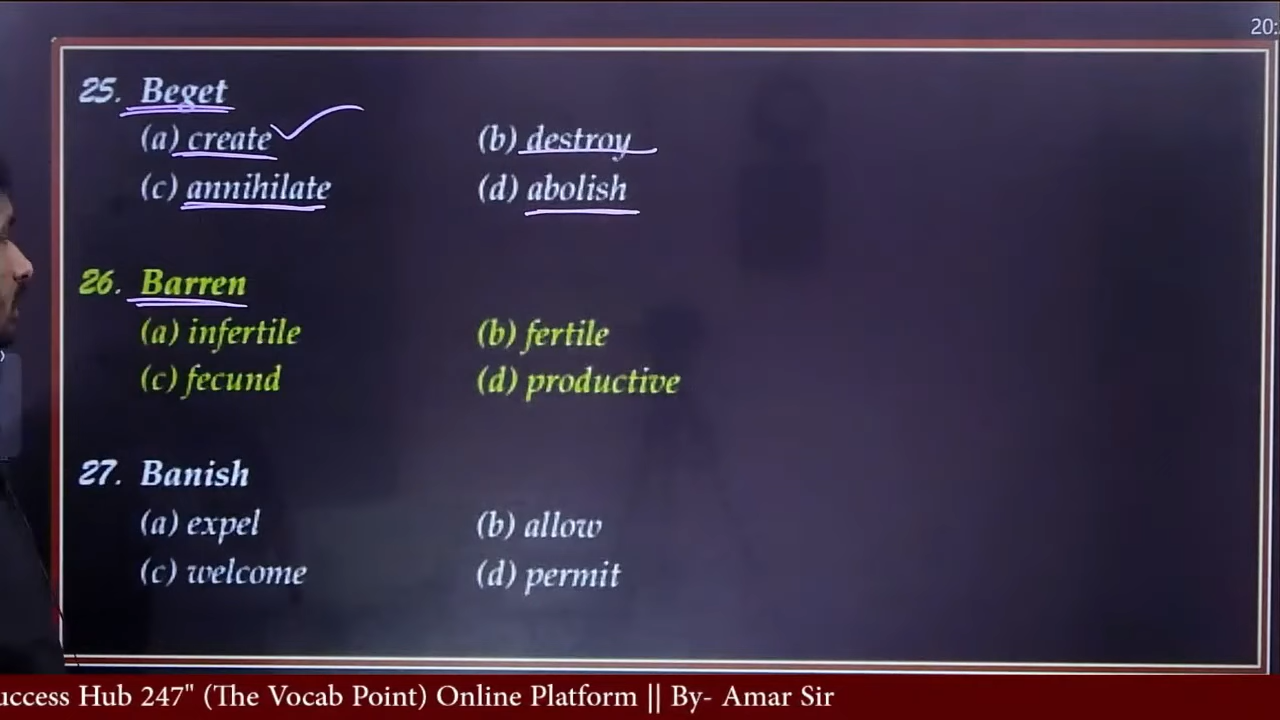 20:
25. Beget
(a) create (b) destroy
(c) annihilate (d) abolish
26. Barren
(a) infertile (b) fertile
(c) fecund (d) productive
27. Banish
(a) expel (b) allow
(c) welcome (d) permit
uccess Hub 247" (The Vocab Point) Online Platform || By- Amar Sir